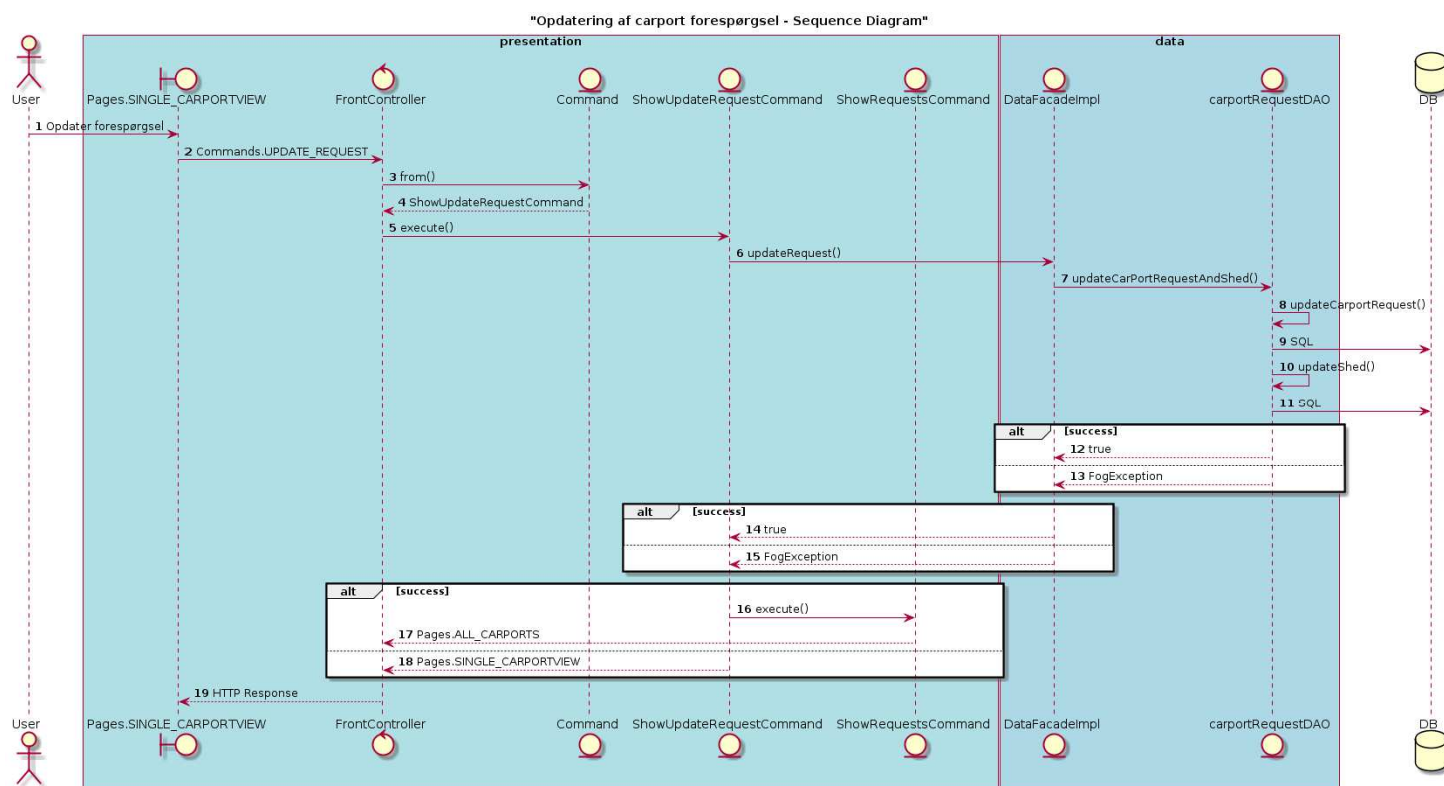 "Opdatering af carport forespørgsel - Sequence Diagram"
presentation
data
User
Pages.SINGLE_CARPORTVIEW
FrontController
Command
ShowUpdateRequestCommand
ShowRequestsCommand
DataFacadeImpl
carportRequestDAO
DB
1 Opdater forespørgsel
2 Commands.UPDATE_REQUEST
3 from()
4 ShowUpdateRequestCommand
5 execute()
6 updateRequest()
7 updateCarPortRequestAndShed()
8 updateCarportRequest()
9 SQL
10 updateShed()
11 SQL
alt [success]
12 true
13 FogException
alt [success]
14 true
15 FogException
alt [success]
16 execute()
17 Pages.ALL_CARPORTS
18 Pages.SINGLE_CARPORTVIEW
19 HTTP Response
User
Pages.SINGLE_CARPORTVIEW
FrontController
Command
ShowUpdateRequestCommand
ShowRequestsCommand
DataFacadeImpl
carportRequestDAO
DB